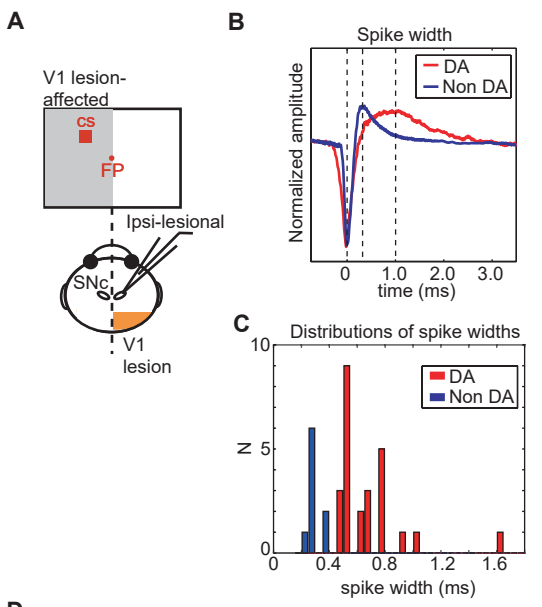 A
V1 lesion-
affected
CS
FP
Ipsi-lesional
SNc
V1
lesion
B
Spike width
DA
Non DA
Normalized amplitude
0 1.0 2.0 3.0
time (ms)
C
Distributions of spike widths
10
DA
Non DA
5
N
0
0 0.4 0.8 1.2 1.6
spike width (ms)